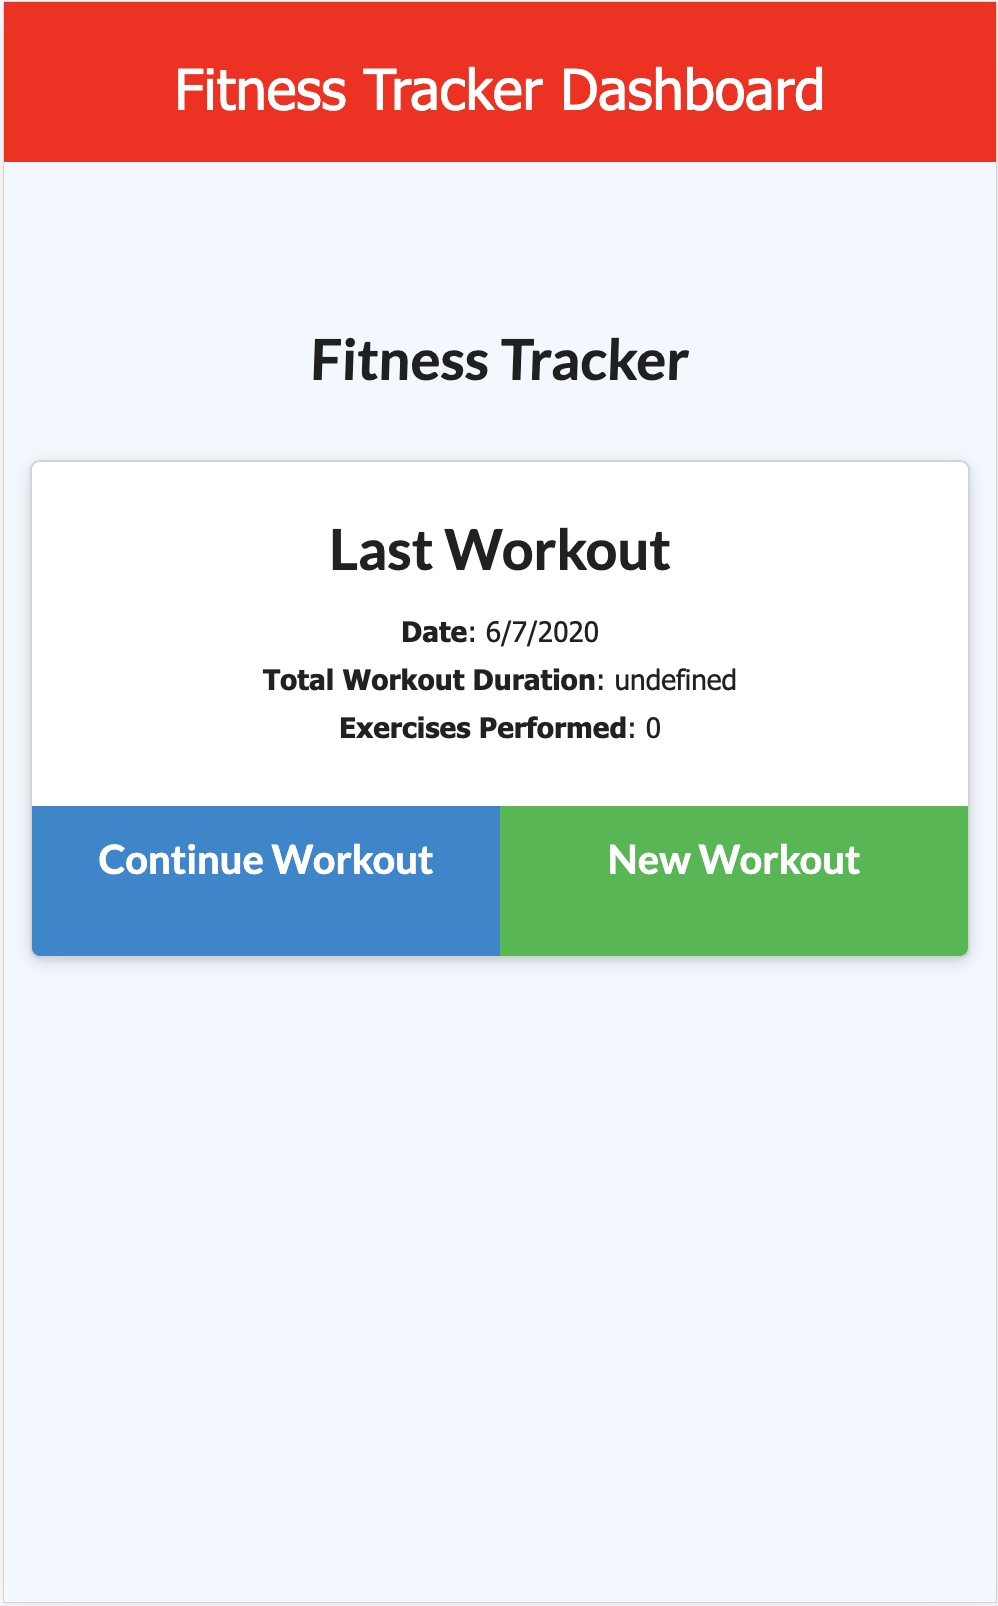 Fitness Tracker Dashboard
Fitness Tracker
Last Workout
Date: 6/7/2020
Total Workout Duration: undefined
Exercises Performed: 0
Continue Workout
New Workout